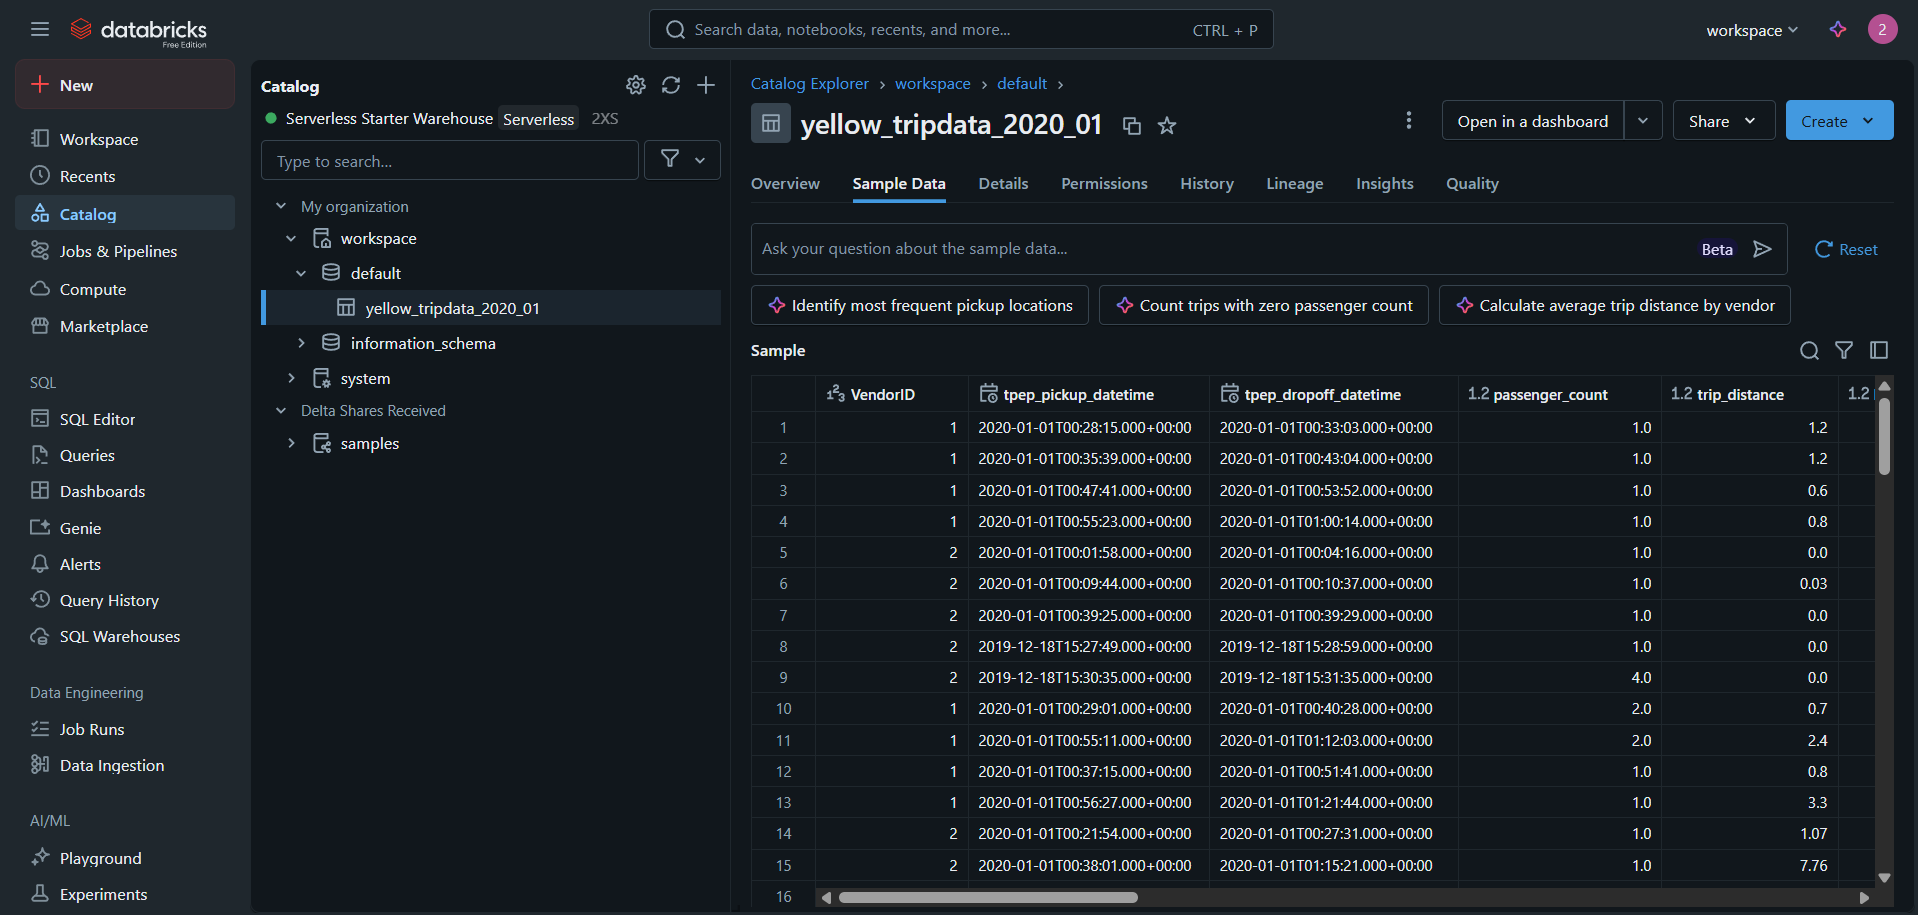 databricks
Free Edition
Search data, notebooks, recents, and more... CTRL + P
workspace
2
New
Workspace
Recents
Catalog
Jobs & Pipelines
Compute
Marketplace
SQL
SQL Editor
Queries
Dashboards
Genie
Alerts
Query History
SQL Warehouses
Data Engineering
Job Runs
Data Ingestion
AI/ML
Playground
Experiments
Catalog
Serverless Starter Warehouse Serverless 2XS
Type to search...
My organization
workspace
default
yellow_tripdata_2020_01
information_schema
system
Delta Shares Received
samples
Catalog Explorer › workspace › default ›
yellow_tripdata_2020_01
Open in a dashboard Share Create
Overview Sample Data Details Permissions History Lineage Insights Quality
Ask your question about the sample data... Beta Reset
Identify most frequent pickup locations Count trips with zero passenger count Calculate average trip distance by vendor
Sample
123 VendorID tpep_pickup_datetime tpep_dropoff_datetime 1.2 passenger_count 1.2 trip_distance 1.2
1 1 2020-01-01T00:28:15.000+00:00 2020-01-01T00:33:03.000+00:00 1.0 1.2
2 1 2020-01-01T00:35:39.000+00:00 2020-01-01T00:43:04.000+00:00 1.0 1.2
3 1 2020-01-01T00:47:41.000+00:00 2020-01-01T00:53:52.000+00:00 1.0 0.6
4 1 2020-01-01T00:55:23.000+00:00 2020-01-01T01:00:14.000+00:00 1.0 0.8
5 2 2020-01-01T00:01:58.000+00:00 2020-01-01T00:04:16.000+00:00 1.0 0.0
6 2 2020-01-01T00:09:44.000+00:00 2020-01-01T00:10:37.000+00:00 1.0 0.03
7 2 2020-01-01T00:39:25.000+00:00 2020-01-01T00:39:29.000+00:00 1.0 0.0
8 2 2019-12-18T15:27:49.000+00:00 2019-12-18T15:28:59.000+00:00 1.0 0.0
9 2 2019-12-18T15:30:35.000+00:00 2019-12-18T15:31:35.000+00:00 4.0 0.0
10 1 2020-01-01T00:29:01.000+00:00 2020-01-01T00:40:28.000+00:00 2.0 0.7
11 1 2020-01-01T00:55:11.000+00:00 2020-01-01T01:12:03.000+00:00 2.0 2.4
12 1 2020-01-01T00:37:15.000+00:00 2020-01-01T00:51:41.000+00:00 1.0 0.8
13 1 2020-01-01T00:56:27.000+00:00 2020-01-01T01:21:44.000+00:00 1.0 3.3
14 2 2020-01-01T00:21:54.000+00:00 2020-01-01T00:27:31.000+00:00 1.0 1.07
15 2 2020-01-01T00:38:01.000+00:00 2020-01-01T01:15:21.000+00:00 1.0 7.76
16